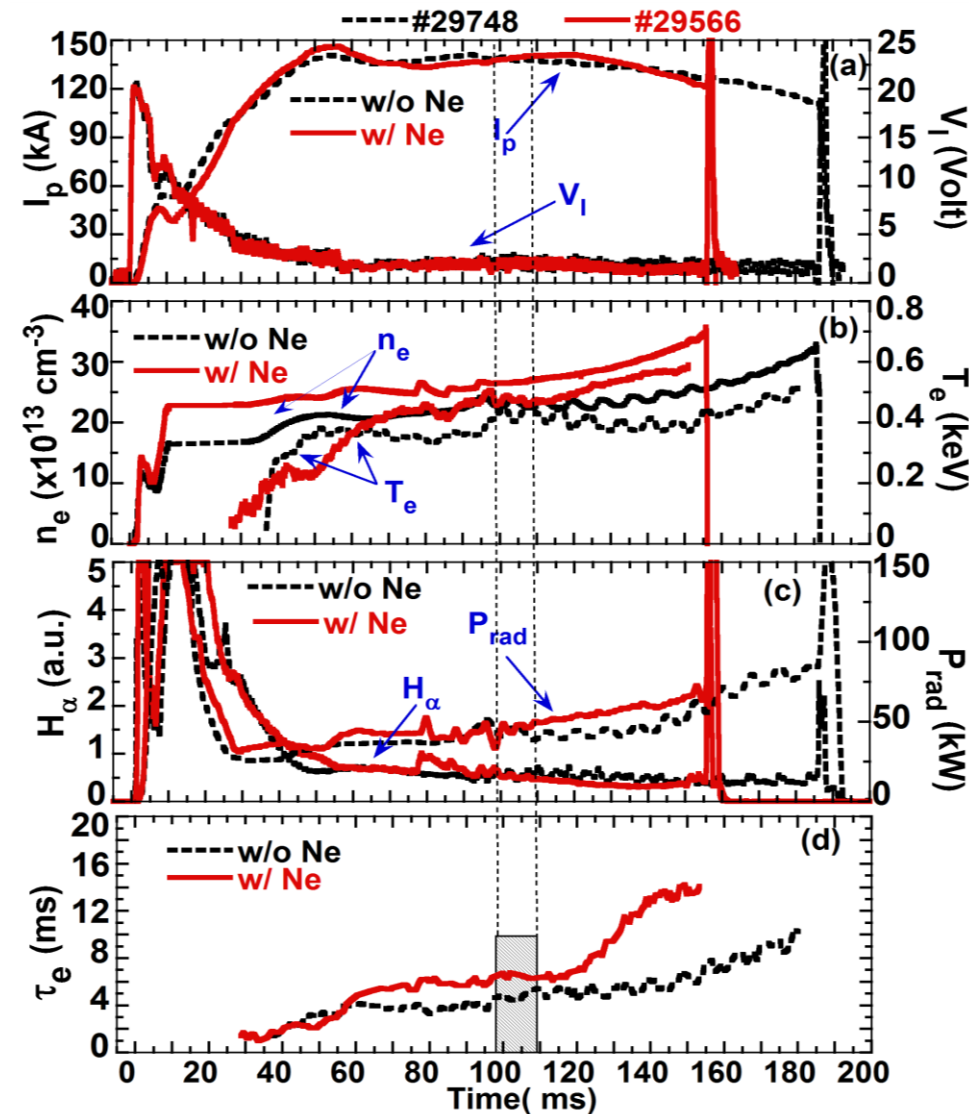 #29748 #29566
150 25
120 20
90 15
60 10
30 5
0 0
I_p (kA)
V_l (Volt)
(a)
w/o Ne
w/ Ne
I_p
V_l
40 0.8
30 0.6
20 0.4
10 0.2
0 0
n_e (x10^13 cm^-3)
T_e (keV)
(b)
w/o Ne
w/ Ne
n_e
T_e
5 150
4
3 100
2
50
1
0 0
H_α (a.u.)
P_rad (kW)
(c)
w/o Ne
w/ Ne
P_rad
H_α
20
16
12
8
4
0
τ_e (ms)
(d)
w/o Ne
w/ Ne
0 20 40 60 80 100 120 140 160 180 200
Time( ms)